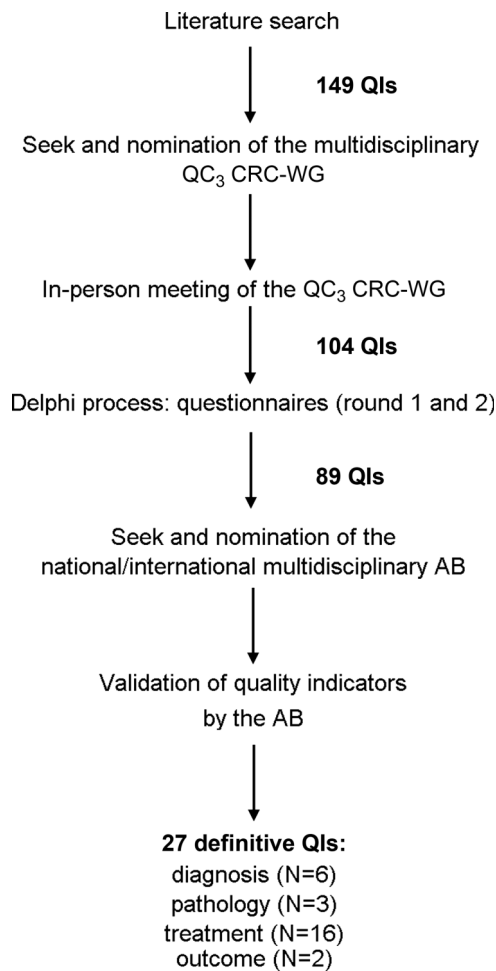 Literature search
149 QIs
Seek and nomination of the multidisciplinary
QC₃ CRC-WG
In-person meeting of the QC₃ CRC-WG
104 QIs
Delphi process: questionnaires (round 1 and 2)
89 QIs
Seek and nomination of the
national/international multidisciplinary AB
Validation of quality indicators
by the AB
27 definitive QIs:
diagnosis (N=6)
pathology (N=3)
treatment (N=16)
outcome (N=2)